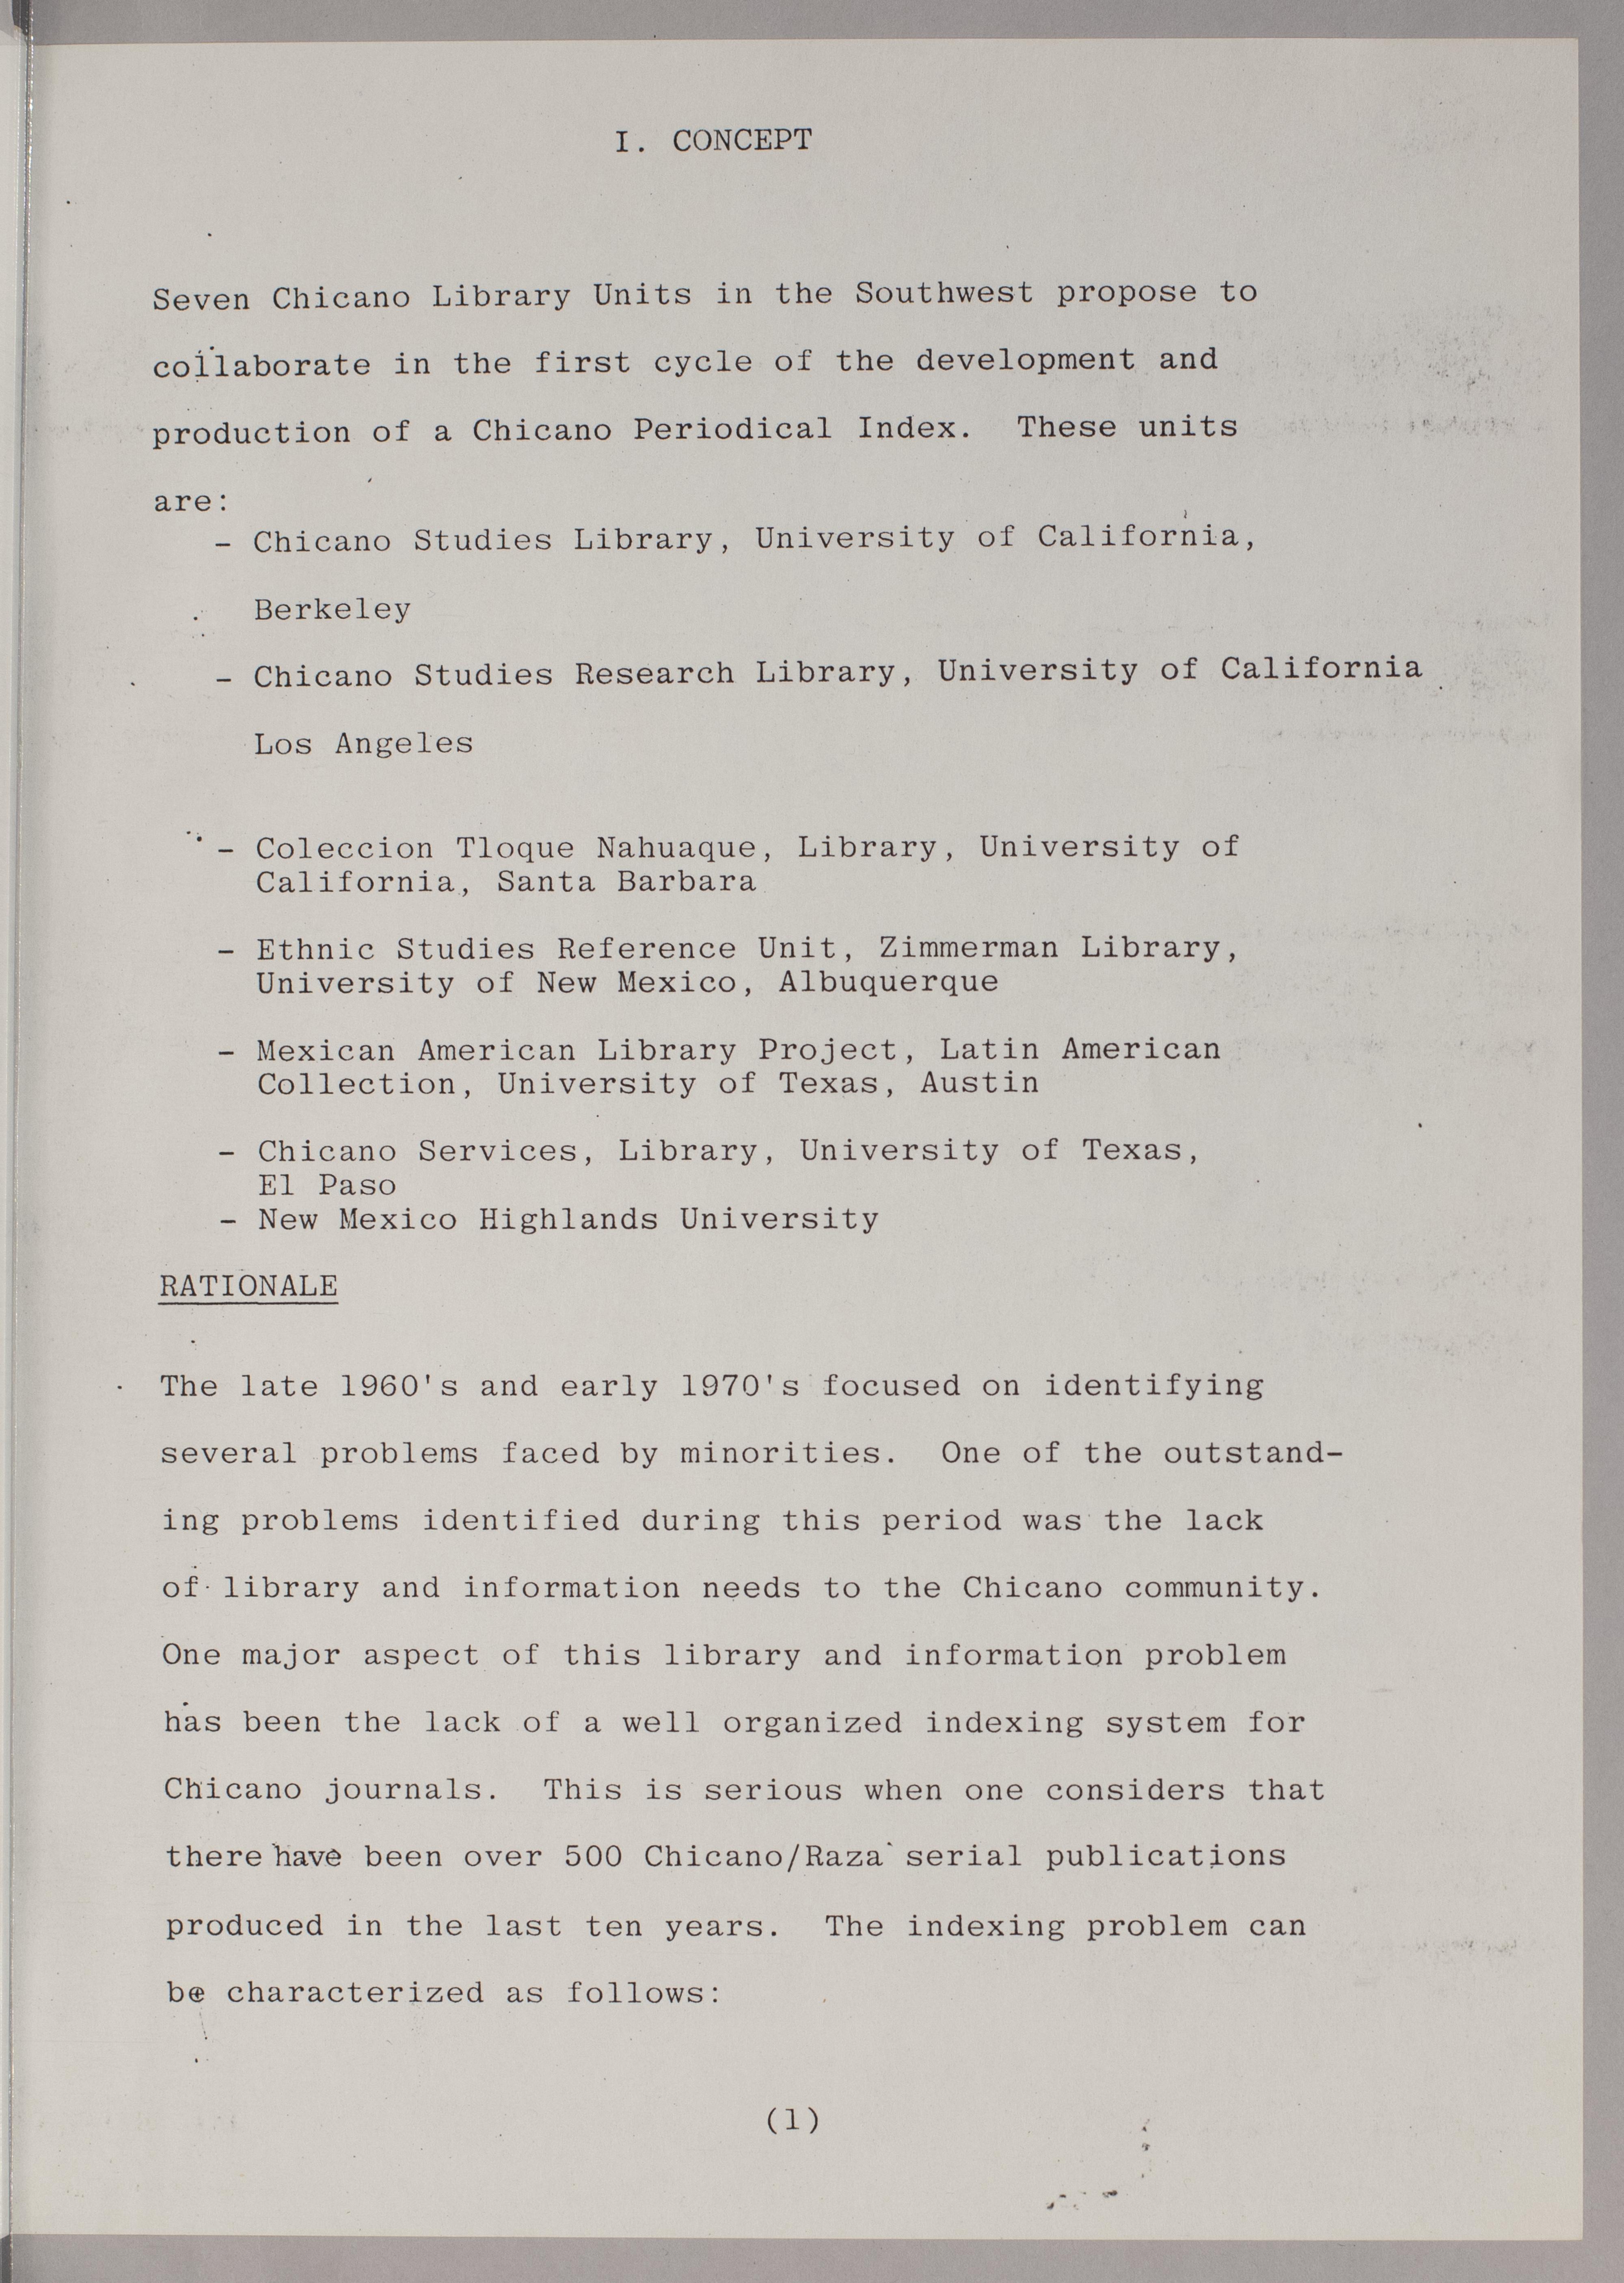 I. CONCEPT
Seven Chicano Library Units in the Southwest propose to
collaborate in the first cycle of the development and
production of a Chicano Periodical Index. These units
are:
- Chicano Studies Library, University of California,
Berkeley
- Chicano Studies Research Library, University of California
Los Angeles
- Coleccion Tloque Nahuaque, Library, University of
California, Santa Barbara
- Ethnic Studies Reference Unit, Zimmerman Library,
University of New Mexico, Albuquerque
- Mexican American Library Project, Latin American
Collection, University of Texas, Austin
- Chicano Services, Library, University of Texas,
El Paso
- New Mexico Highlands University
RATIONALE
The late 1960's and early 1970's focused on identifying
several problems faced by minorities. One of the outstand-
ing problems identified during this period was the lack
of library and information needs to the Chicano community.
One major aspect of this library and information problem
has been the lack of a well organized indexing system for
Chicano journals. This is serious when one considers that
there have been over 500 Chicano/Raza serial publications
produced in the last ten years. The indexing problem can
be characterized as follows:
(1)